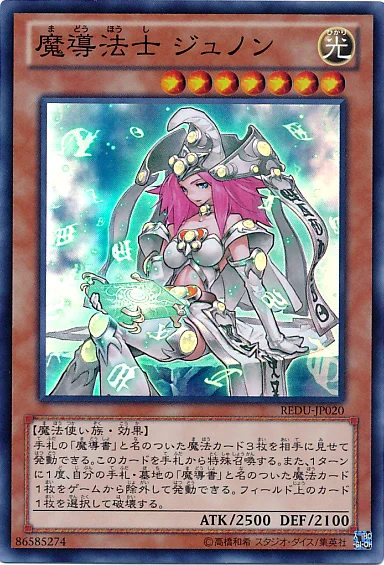 魔導法士 ジュノン
光
REDU-JP020
【魔法使い族・効果】
手札の「魔導書」と名のついた魔法カード3枚を相手に見せて
発動できる。このカードを手札から特殊召喚する。また、1ターン
に1度、自分の手札・墓地の「魔導書」と名のついた魔法カード
1枚をゲームから除外して発動できる。フィールド上のカード
1枚を選択して破壊する。
ATK/2500 DEF/2100
86585274
©高橋和希 スタジオ・ダイス/集英社